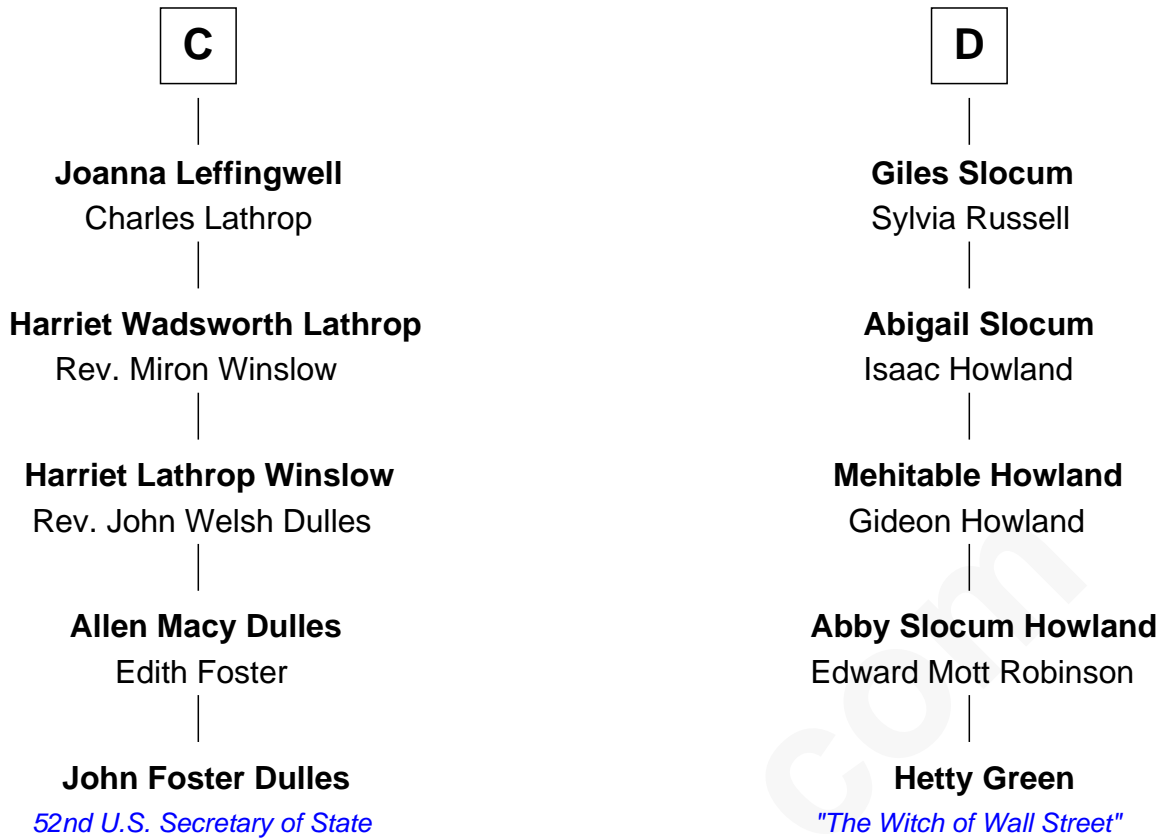 C
Joanna Leffingwell
Charles Lathrop
Harriet Wadsworth Lathrop
Rev. Miron Winslow
Harriet Lathrop Winslow
Rev. John Welsh Dulles
Allen Macy Dulles
Edith Foster
John Foster Dulles
52nd U.S. Secretary of State
D
Giles Slocum
Sylvia Russell
Abigail Slocum
Isaac Howland
Mehitable Howland
Gideon Howland
Abby Slocum Howland
Edward Mott Robinson
Hetty Green
"The Witch of Wall Street"
com